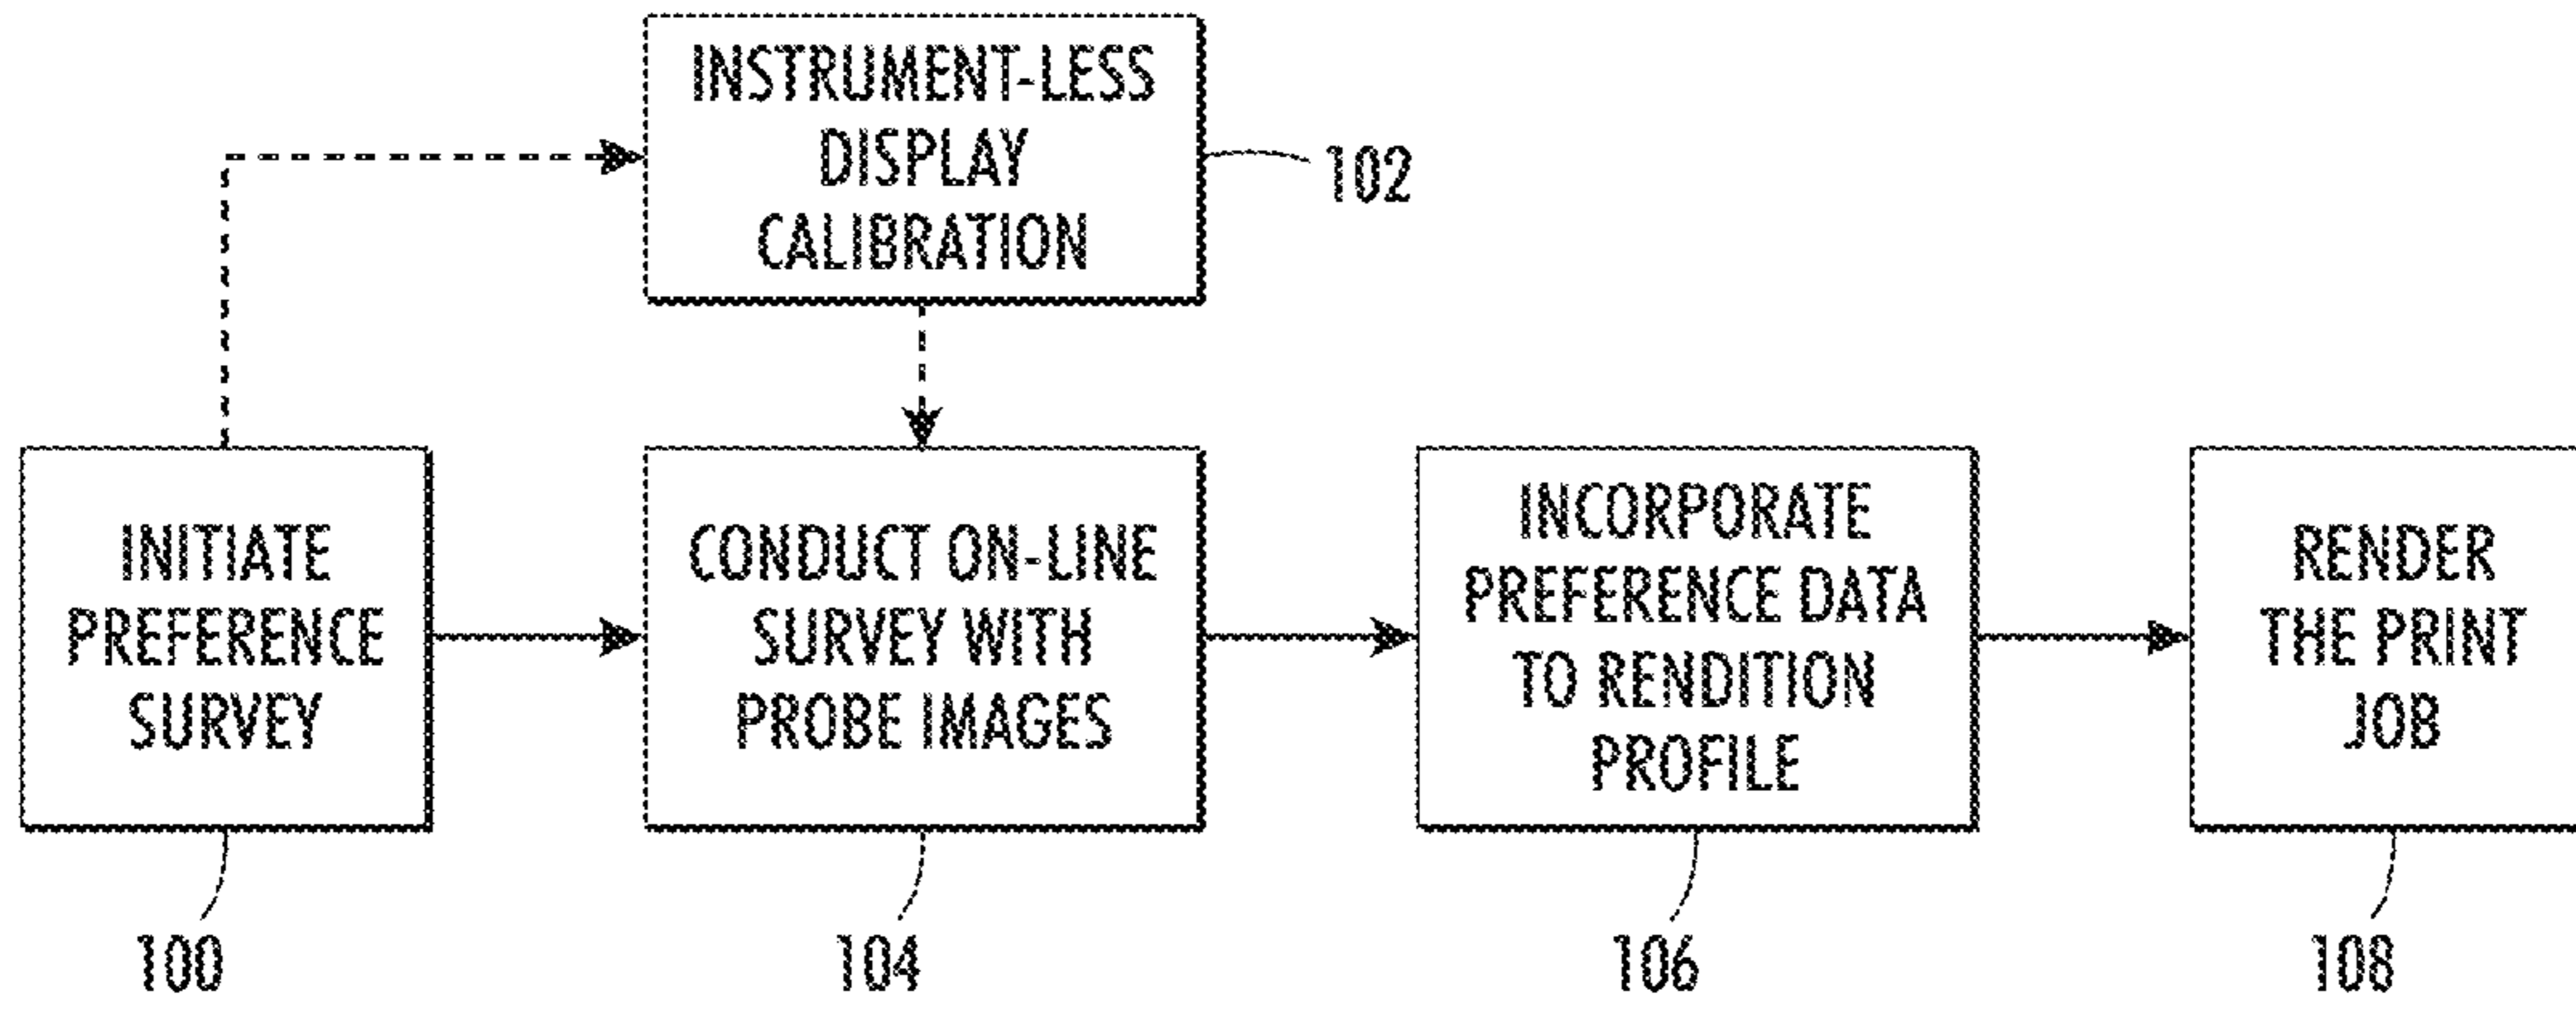 INSTRUMENT-LESS
DISPLAY
CALIBRATION
102
INITIATE
PREFERENCE
SURVEY
100
CONDUCT ON-LINE
SURVEY WITH
PROBE IMAGES
104
INCORPORATE
PREFERENCE DATA
TO RENDITION
PROFILE
106
RENDER
THE PRINT
JOB
108